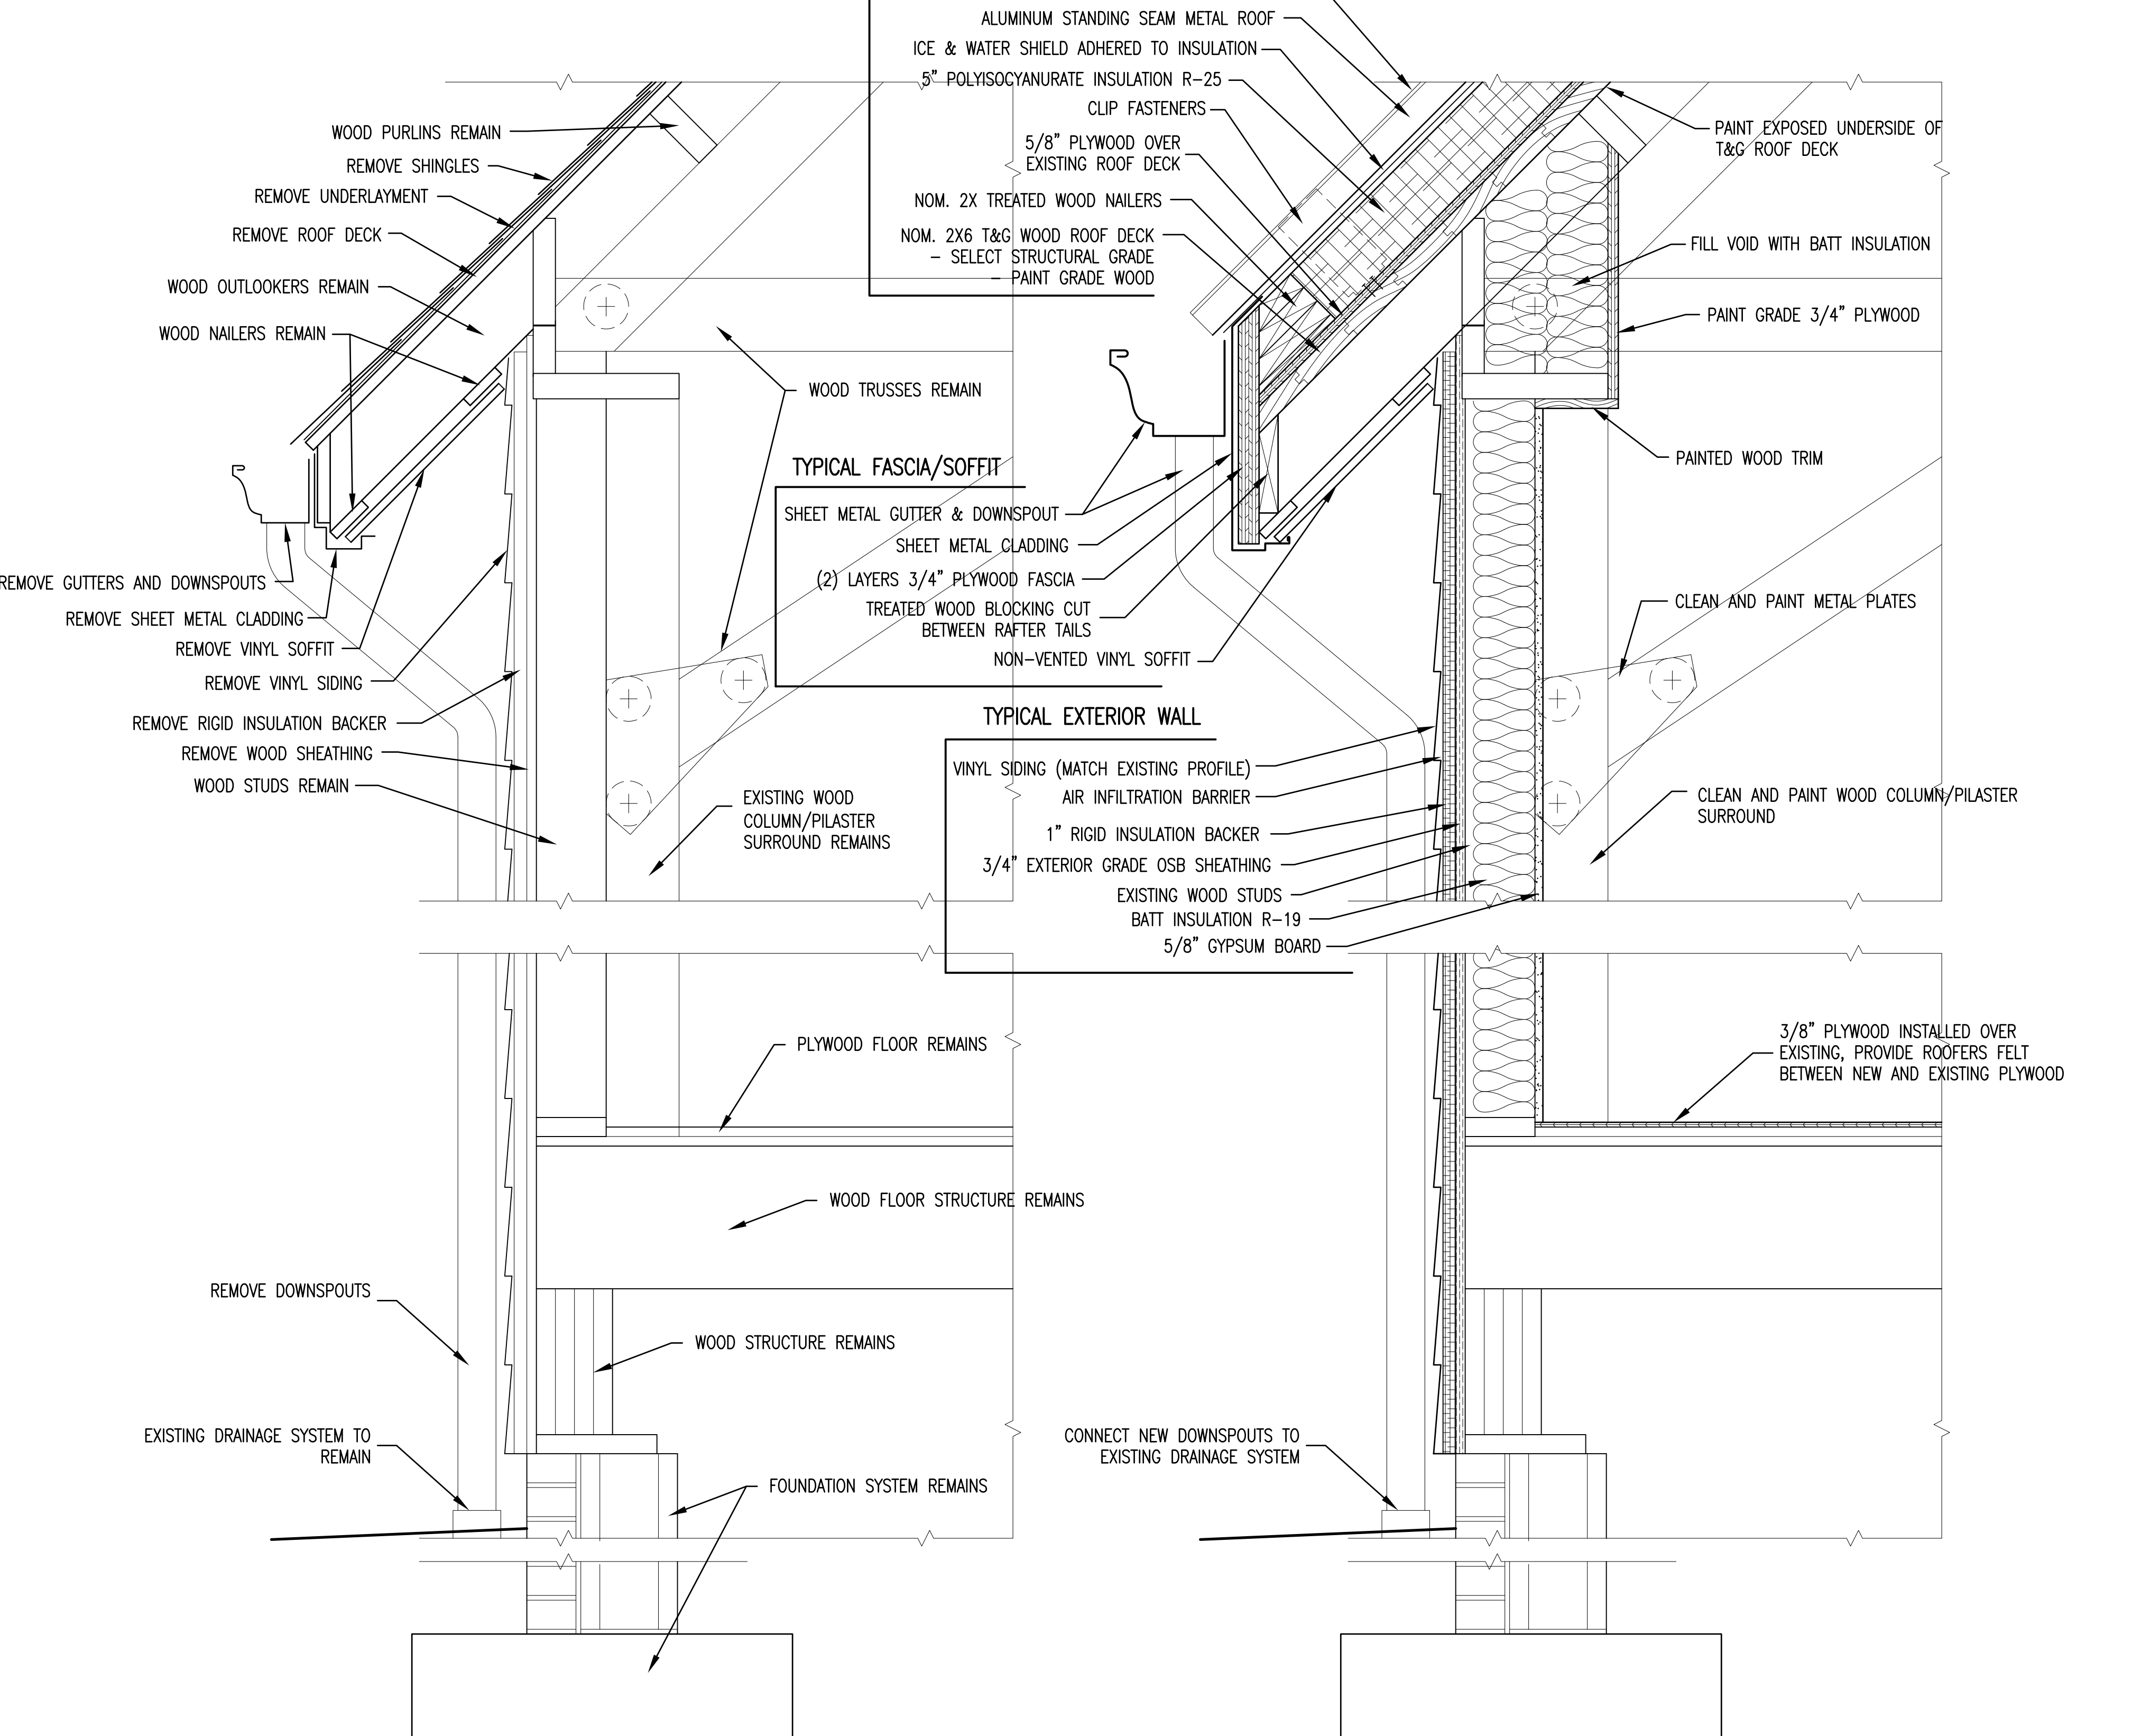 WOOD PURLINS REMAIN
REMOVE SHINGLES
REMOVE UNDERLAYMENT
REMOVE ROOF DECK
WOOD OUTLOOKERS REMAIN
WOOD NAILERS REMAIN
REMOVE GUTTERS AND DOWNSPOUTS
REMOVE SHEET METAL CLADDING
REMOVE VINYL SOFFIT
REMOVE VINYL SIDING
REMOVE RIGID INSULATION BACKER
REMOVE WOOD SHEATHING
WOOD STUDS REMAIN
REMOVE DOWNSPOUTS
EXISTING DRAINAGE SYSTEM TO
REMAIN
WOOD TRUSSES REMAIN
EXISTING WOOD
COLUMN/PILASTER
SURROUND REMAINS
PLYWOOD FLOOR REMAINS
WOOD FLOOR STRUCTURE REMAINS
WOOD STRUCTURE REMAINS
FOUNDATION SYSTEM REMAINS
ALUMINUM STANDING SEAM METAL ROOF
ICE & WATER SHIELD ADHERED TO INSULATION
5" POLYISOCYANURATE INSULATION R-25
CLIP FASTENERS
5/8" PLYWOOD OVER
EXISTING ROOF DECK
NOM. 2X TREATED WOOD NAILERS
NOM. 2X6 T&G WOOD ROOF DECK
- SELECT STRUCTURAL GRADE
- PAINT GRADE WOOD
TYPICAL FASCIA/SOFFIT
SHEET METAL GUTTER & DOWNSPOUT
SHEET METAL CLADDING
(2) LAYERS 3/4" PLYWOOD FASCIA
TREATED WOOD BLOCKING CUT
BETWEEN RAFTER TAILS
NON-VENTED VINYL SOFFIT
TYPICAL EXTERIOR WALL
VINYL SIDING (MATCH EXISTING PROFILE)
AIR INFILTRATION BARRIER
1" RIGID INSULATION BACKER
3/4" EXTERIOR GRADE OSB SHEATHING
EXISTING WOOD STUDS
BATT INSULATION R-19
5/8" GYPSUM BOARD
CONNECT NEW DOWNSPOUTS TO
EXISTING DRAINAGE SYSTEM
PAINT EXPOSED UNDERSIDE OF
T&G ROOF DECK
FILL VOID WITH BATT INSULATION
PAINT GRADE 3/4" PLYWOOD
PAINTED WOOD TRIM
CLEAN AND PAINT METAL PLATES
CLEAN AND PAINT WOOD COLUMN/PILASTER
SURROUND
3/8" PLYWOOD INSTALLED OVER
EXISTING, PROVIDE ROOFERS FELT
BETWEEN NEW AND EXISTING PLYWOOD